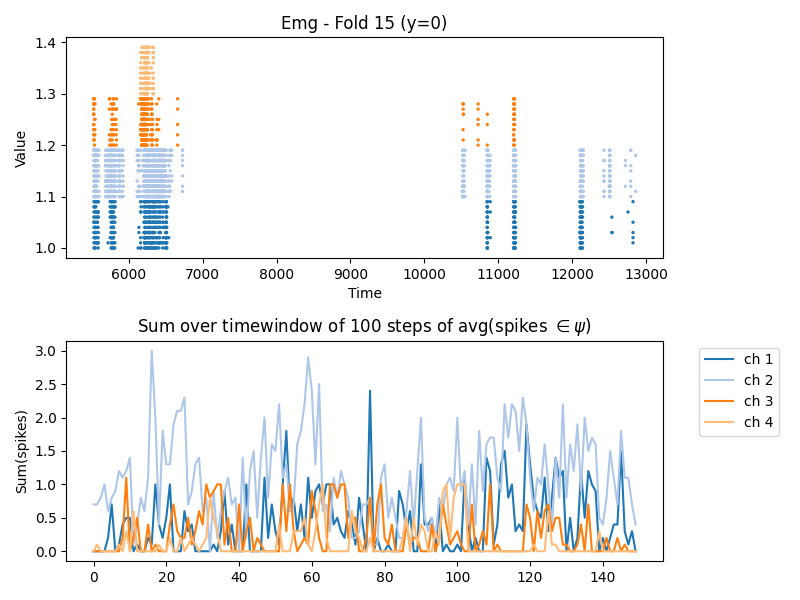 Emg - Fold 15 (y=0)
1.4
1.3
1.2
1.1
1.0
Value
6000 7000 8000 9000 10000 11000 12000 13000
Time
Sum over timewindow of 100 steps of avg(spikes ∈ ψ)
3.0
2.5
2.0
1.5
1.0
0.5
0.0
Sum(spikes)
0 20 40 60 80 100 120 140
ch 1
ch 2
ch 3
ch 4